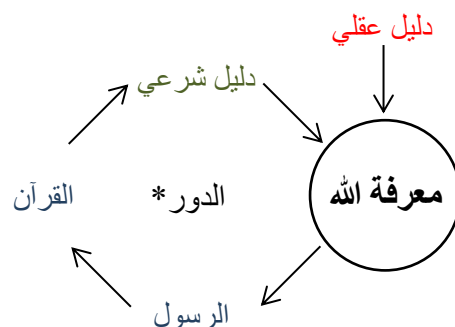 دليل عقلي
دليل شرعي
معرفة الله
الدور*
القرآن
الرسول